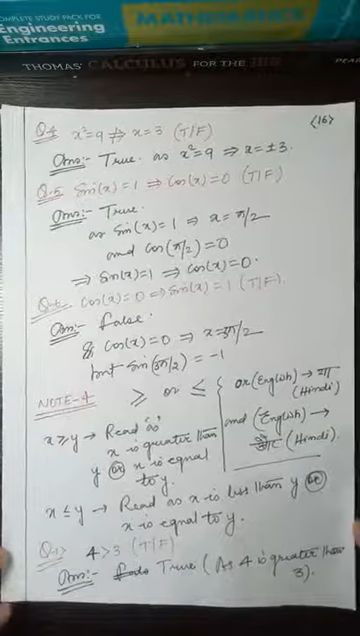 COMPLETE STUDY PACK FOR
Engineering
Entrances
MATHEMATICS
THOMAS' CALCULUS FOR THE JEE
PEAR
<16>
Q.4 x²=9 ⇏ x=3 (T/F)
Ans:- True as x²=9 ⇒ x=±3.
Q.5 Sin(x)=1 ⇒ Cos(x)=0 (T/F)
Ans:- True.
as Sin(x)=1 ⇒ x=π/2
and Cos(π/2)=0
⇒ Sin(x)=1 ⇒ Cos(x)=0.
Cos(x)=0 ⇒ Sin(x)=1 (T/F).
Ans:- False.
Cos(x)=0 ⇒ x=3π/2
but Sin(3π/2)=-1
NOTE-4
≥ or ≤
or (English) → या (Hindi)
and (English) →
और (Hindi).
x≥y → Read 'as'
x is greater than
y or x is equal
to y.
x≤y → Read as x is less than y or
x is equal to y.
Q.1> 4>3 (T/F)
Ans:- True (As 4 is greater than
3).